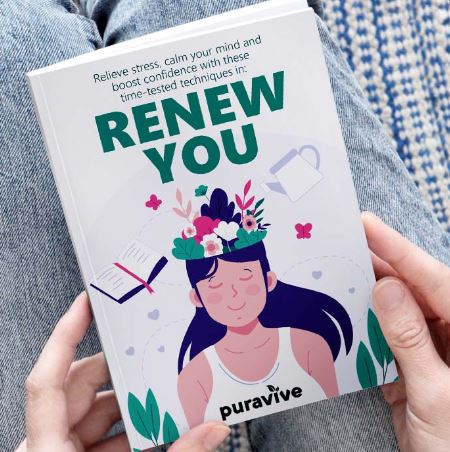 Relieve stress, calm your mind and
boost confidence with these
time-tested techniques in:
RENEW
YOU
puravive